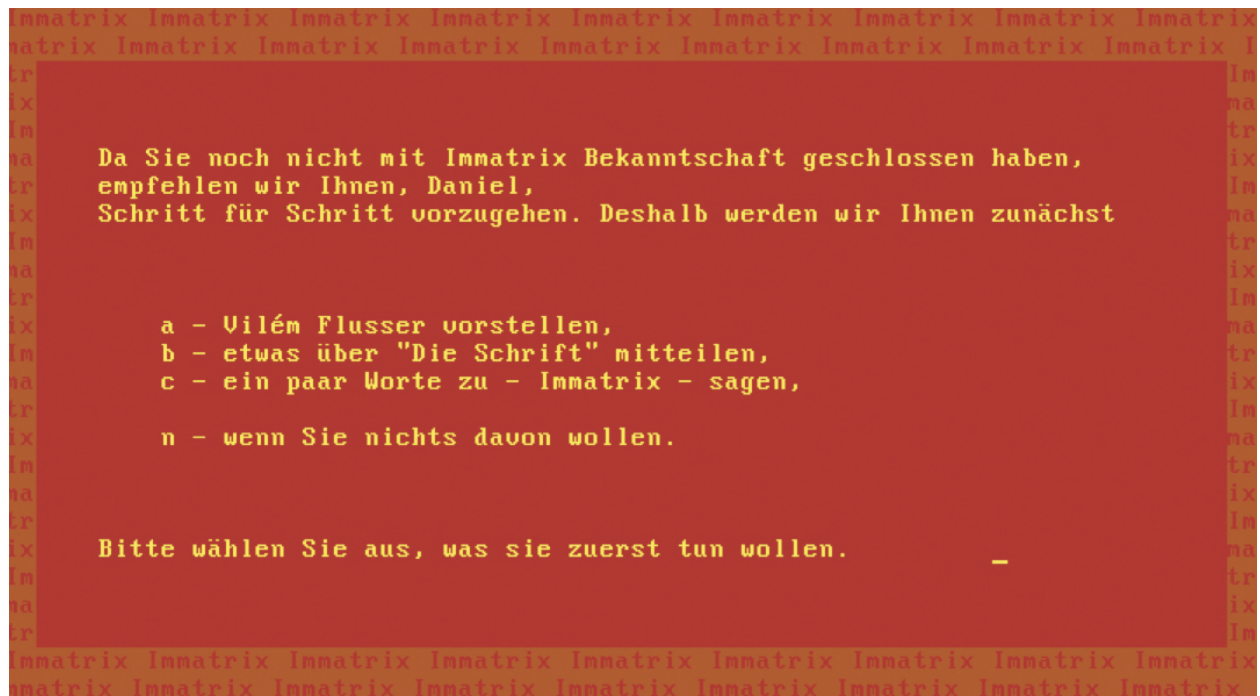 Immatrix Immatrix Immatrix Immatrix Immatrix Immatrix Immatrix Immatrix Immatrix
matrix Immatrix Immatrix Immatrix Immatrix Immatrix Immatrix Immatrix Immatrix I
Da Sie noch nicht mit Immatrix Bekanntschaft geschlossen haben,
empfehlen wir Ihnen, Daniel,
Schritt für Schritt vorzugehen. Deshalb werden wir Ihnen zunächst
a - Vilém Flusser vorstellen,
b - etwas über "Die Schrift" mitteilen,
c - ein paar Worte zu - Immatrix - sagen,
n - wenn Sie nichts davon wollen.
Bitte wählen Sie aus, was sie zuerst tun wollen. _
Immatrix Immatrix Immatrix Immatrix Immatrix Immatrix Immatrix Immatrix Immatrix
matrix Immatrix Immatrix Immatrix Immatrix Immatrix Immatrix Immatrix Immatrix